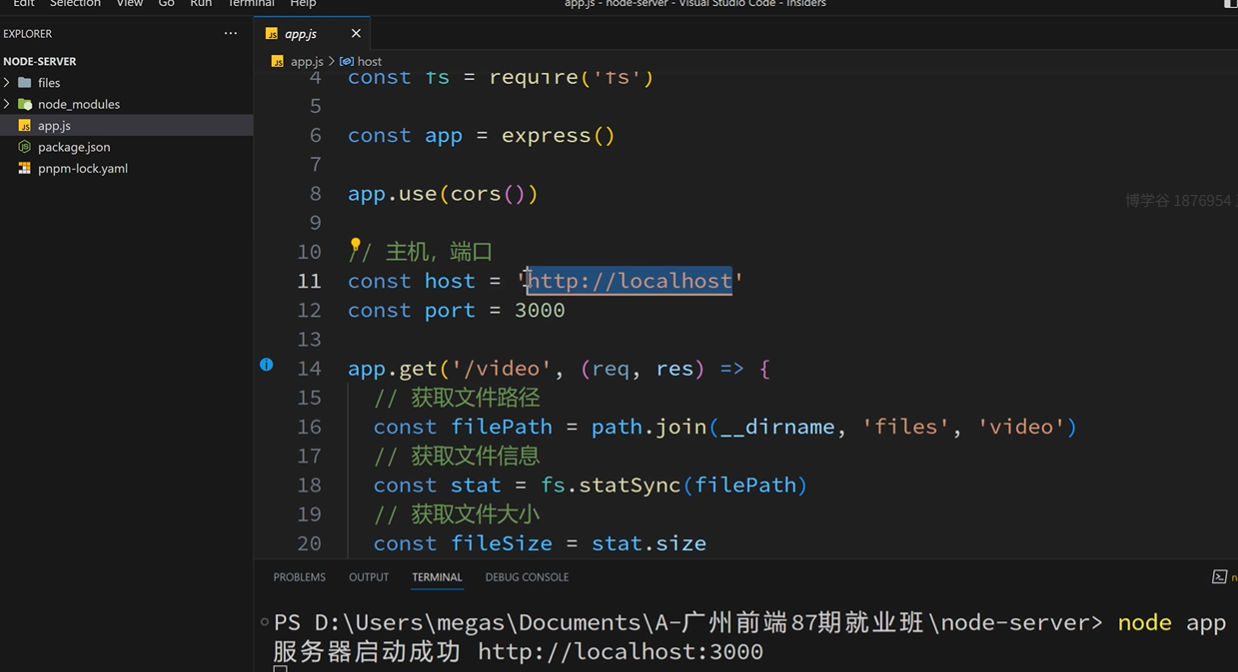 Edit Selection View Go Run Terminal Help
app.js - node-server - Visual Studio Code - Insiders
EXPLORER
···
NODE-SERVER
files
node_modules
app.js
package.json
pnpm-lock.yaml
app.js
app.js > host
4 const fs = require('fs')
5
6 const app = express()
7
8 app.use(cors())
9
10 // 主机，端口
11 const host = 'http://localhost'
12 const port = 3000
13
14 app.get('/video', (req, res) => {
15 // 获取文件路径
16 const filePath = path.join(__dirname, 'files', 'video')
17 // 获取文件信息
18 const stat = fs.statSync(filePath)
19 // 获取文件大小
20 const fileSize = stat.size
博学谷 1876954
PROBLEMS OUTPUT TERMINAL DEBUG CONSOLE
PS D:\Users\megas\Documents\A-广州前端87期就业班\node-server> node app
服务器启动成功 http://localhost:3000